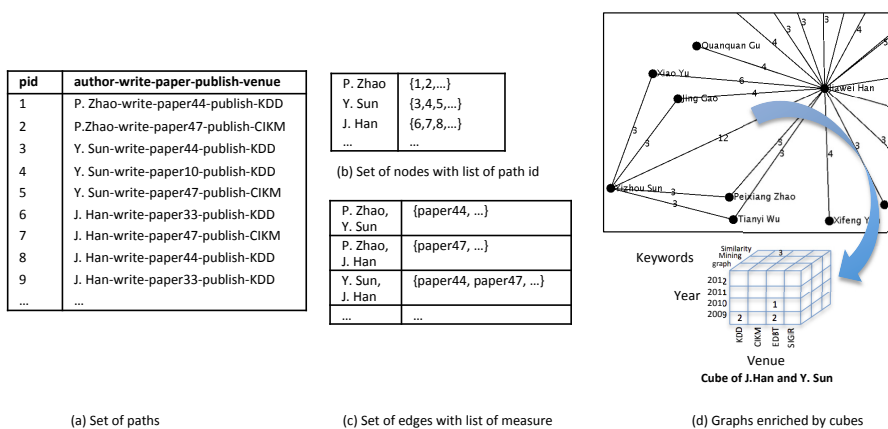 pid author-write-paper-publish-venue
1 P. Zhao-write-paper44-publish-KDD
2 P.Zhao-write-paper47-publish-CIKM
3 Y. Sun-write-paper44-publish-KDD
4 Y. Sun-write-paper10-publish-KDD
5 Y. Sun-write-paper47-publish-CIKM
6 J. Han-write-paper33-publish-KDD
7 J. Han-write-paper47-publish-CIKM
8 J. Han-write-paper44-publish-KDD
9 J. Han-write-paper33-publish-KDD
... ...
(a) Set of paths
P. Zhao {1,2,...}
Y. Sun {3,4,5,...}
J. Han {6,7,8,...}
... ...
(b) Set of nodes with list of path id
P. Zhao, Y. Sun {paper44, ...}
P. Zhao, J. Han {paper47, ...}
Y. Sun, J. Han {paper44, paper47, ...}
... ...
(c) Set of edges with list of measure
3
3
3
4
Quanquan Gu
4
Xiao Yu
6
Jiawei Han
Jing Gao
4
3
3
12
3
3
3
4
Yizhou Sun
3
Peixiang Zhao
3
Tianyi Wu
Xifeng
Keywords
Similarity
Mining
graph
3
Year
2012
2011
2010
2009
1
2
2
KDD
CIKM
EDBT
SIGIR
Venue
Cube of J.Han and Y. Sun
(d) Graphs enriched by cubes